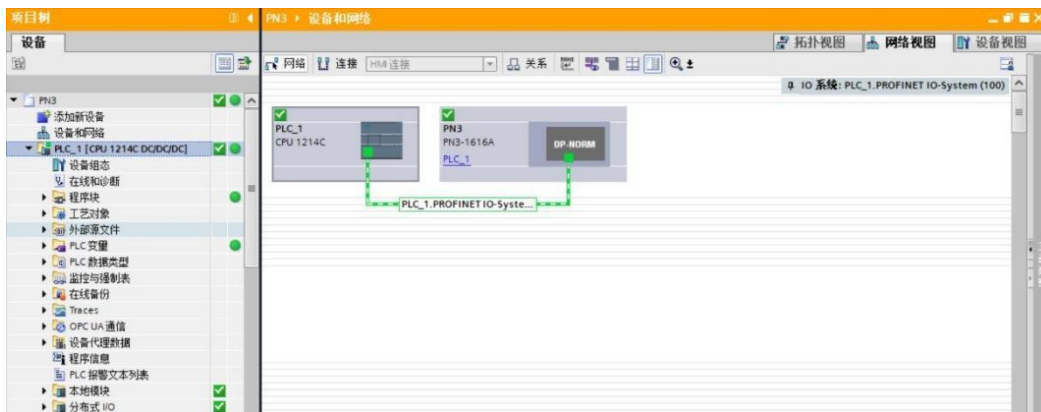 项目树
PN3 ▸ 设备和网络
设备
拓扑视图
网络视图
设备视图
网络
连接
HMI 连接
关系
IO 系统: PLC_1.PROFINET IO-System (100)
PN3
添加新设备
设备和网络
PLC_1 [CPU 1214C DC/DC/DC]
设备组态
在线和诊断
程序块
工艺对象
外部源文件
PLC 变量
PLC 数据类型
监控与强制表
在线备份
Traces
OPC UA 通信
设备代理数据
程序信息
PLC 报警文本列表
本地模块
分布式 I/O
PLC_1
CPU 1214C
PN3
PN3-1616A
PLC_1
DP-NORM
PLC_1.PROFINET IO-Syste...